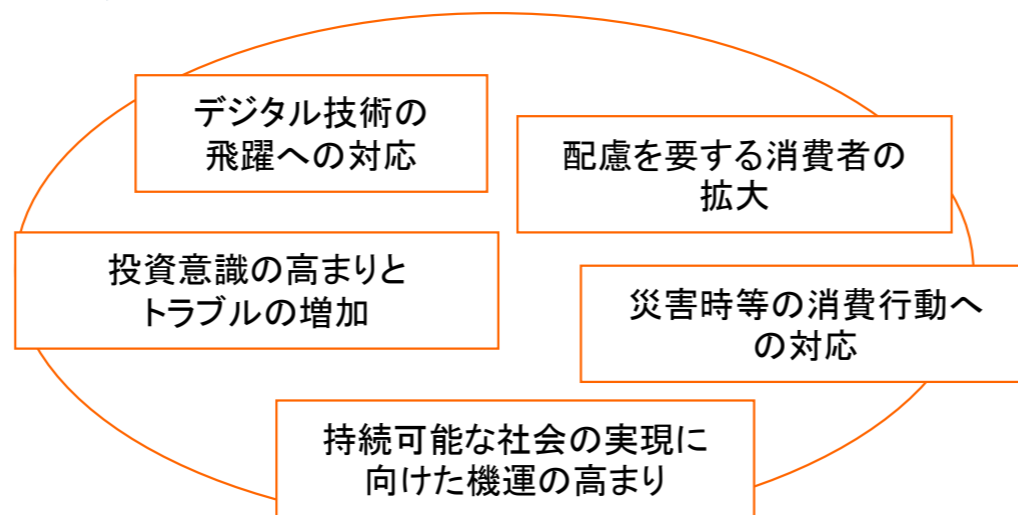 デジタル技術の
飛躍への対応
配慮を要する消費者の
拡大
投資意識の高まりと
トラブルの増加
災害時等の消費行動へ
の対応
持続可能な社会の実現に
向けた機運の高まり